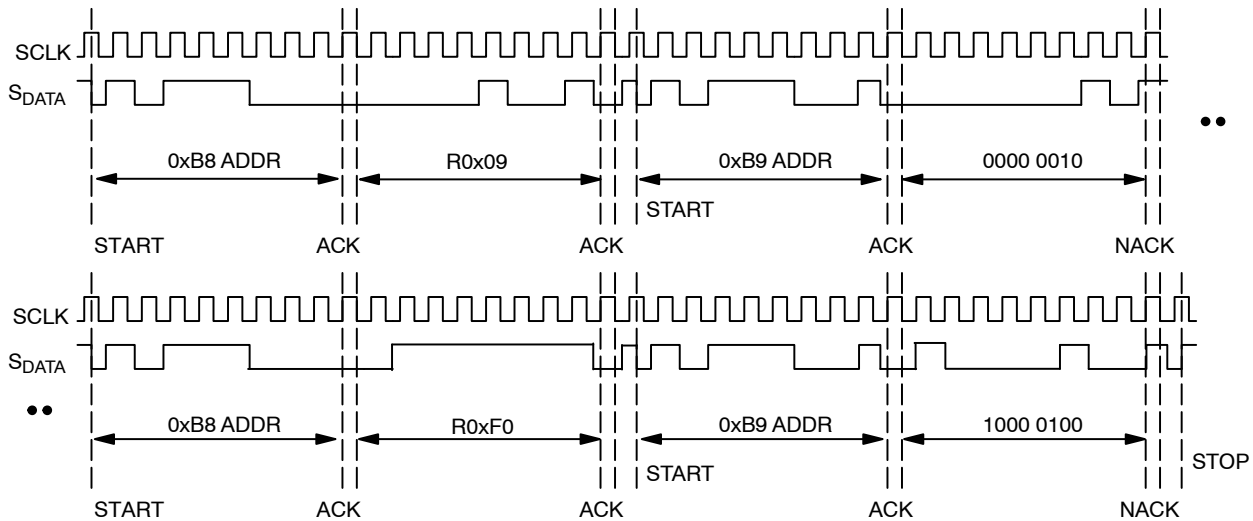 SCLK
SDATA
0xB8 ADDR
R0x09
0xB9 ADDR
0000 0010
START
START
ACK
ACK
ACK
NACK
SCLK
SDATA
0xB8 ADDR
R0xF0
0xB9 ADDR
1000 0100
START
STOP
START
ACK
ACK
ACK
NACK